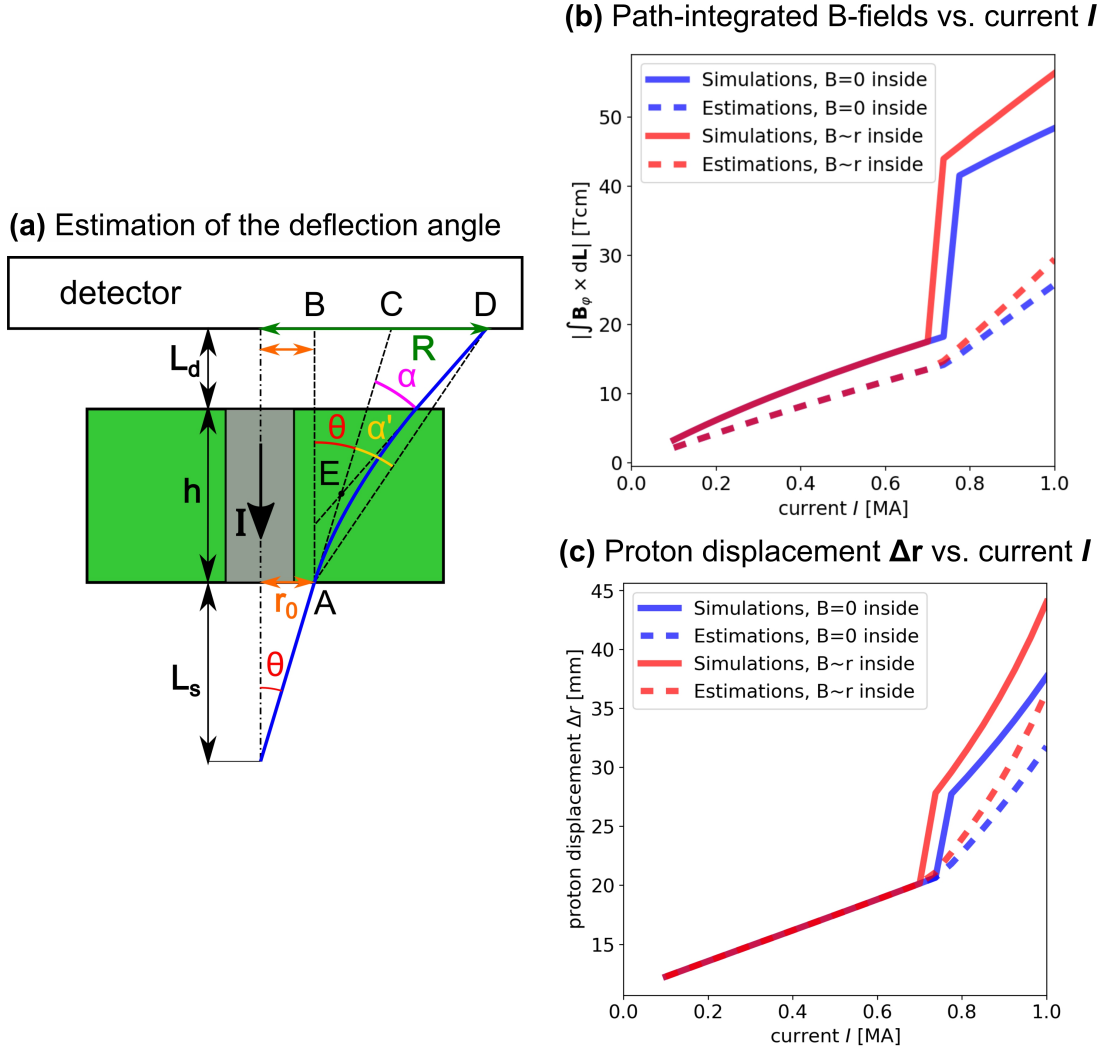 (a) Estimation of the deflection angle
detector
B C D
R
L_d
α
θ α'
E
h
I
r₀ A
θ
L_s
(b) Path-integrated B-fields vs. current I
Simulations, B=0 inside
Estimations, B=0 inside
Simulations, B~r inside
Estimations, B~r inside
|∫B_φ × dL| [Tcm]
50
40
30
20
10
0
0.0 0.2 0.4 0.6 0.8 1.0
current I [MA]
(c) Proton displacement Δr vs. current I
Simulations, B=0 inside
Estimations, B=0 inside
Simulations, B~r inside
Estimations, B~r inside
proton displacement Δr [mm]
45
40
35
30
25
20
15
0.0 0.2 0.4 0.6 0.8 1.0
current I [MA]